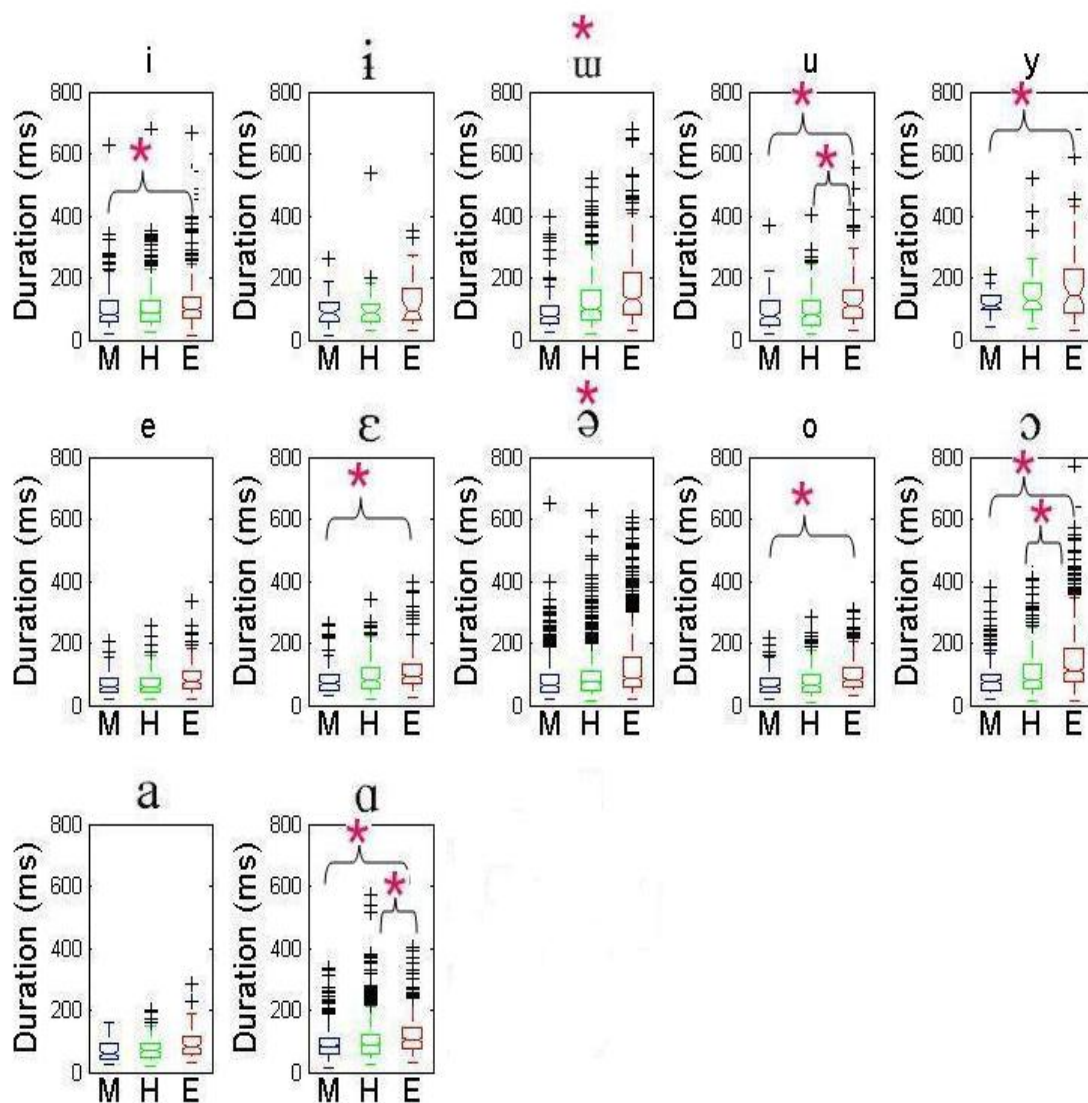 *
i ɨ ɯ u y
Duration (ms) 800 600 400 200 0 M H E *
Duration (ms) 800 600 400 200 0 M H E
Duration (ms) 800 600 400 200 0 M H E
Duration (ms) 800 600 400 200 0 M H E * *
Duration (ms) 800 600 400 200 0 M H E *
*
e ɛ ə o ɔ
Duration (ms) 800 600 400 200 0 M H E
Duration (ms) 800 600 400 200 0 M H E *
Duration (ms) 800 600 400 200 0 M H E
Duration (ms) 800 600 400 200 0 M H E *
Duration (ms) 800 600 400 200 0 M H E * *
a ɑ
Duration (ms) 800 600 400 200 0 M H E
Duration (ms) 800 600 400 200 0 M H E * *